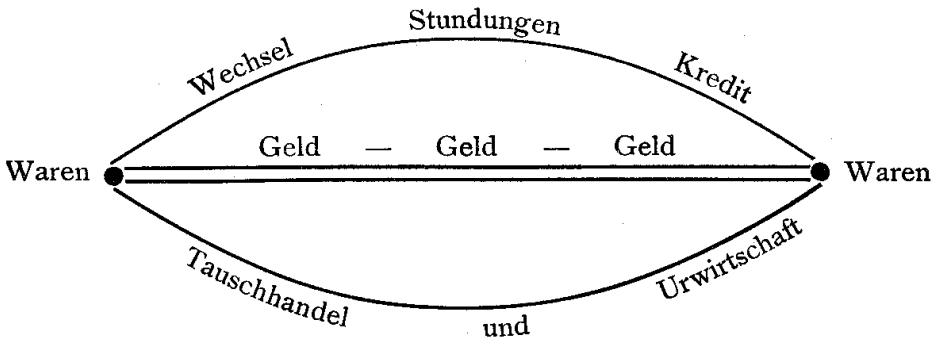 Wechsel Stundungen Kredit
Geld — Geld — Geld
Waren Waren
Tauschhandel und Urwirtschaft